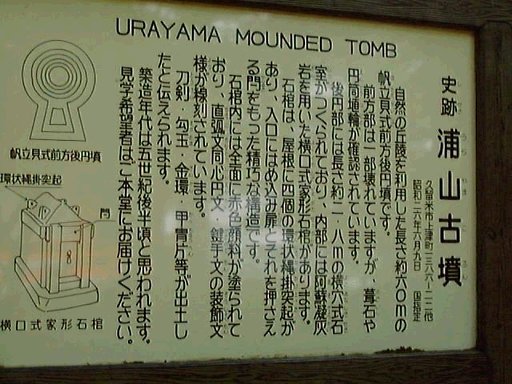 URAYAMA MOUNDED TOMB
史跡 浦山古墳
うらやまこふん
久留米市上津町一三八六ー二二他
昭和二六年六月九日 国指定
自然の丘陵を利用した長さ約六〇mの
帆立貝式前方後円墳です。
前方部は一部壊れていますが、葺石や
円筒埴輪が確認されています。
後円部には長さ約二・八mの横穴式石
室がつくられており、内部には阿蘇凝灰
岩を用いた横口式家形石棺があります。
石棺は、屋根に四個の環状縄掛突起が
あり、入口にはめ込み扉とそれを押さえ
る閂をもつた精巧な構造です。
石棺内には全面に赤色顔料が塗られて
おり、直弧文同心円文・鍵手文の装飾文
様が線刻されています。
刀剣・勾玉・金環・甲冑片等が出土し
たと伝えられます。
築造年代は五世紀後半頃と思われます。
見学希望者はご本堂にお届けください。
帆立貝式前方後円墳
環状縄掛突起
閂
横口式家形石棺